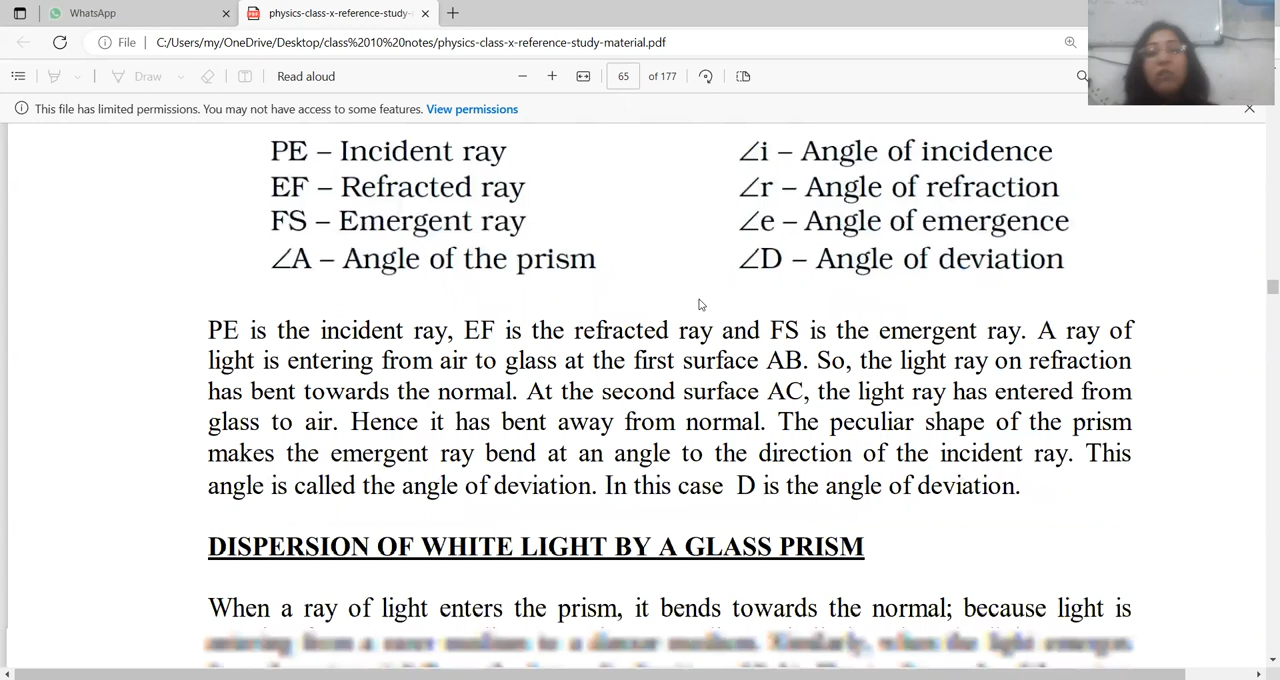 WhatsApp
physics-class-x-reference-study-
File C:/Users/my/OneDrive/Desktop/class%2010%20notes/physics-class-x-reference-study-material.pdf
Draw
Read aloud
65 of 177
This file has limited permissions. You may not have access to some features. View permissions
PE – Incident ray ∠i – Angle of incidence
EF – Refracted ray ∠r – Angle of refraction
FS – Emergent ray ∠e – Angle of emergence
∠A – Angle of the prism ∠D – Angle of deviation
PE is the incident ray, EF is the refracted ray and FS is the emergent ray. A ray of
light is entering from air to glass at the first surface AB. So, the light ray on refraction
has bent towards the normal. At the second surface AC, the light ray has entered from
glass to air. Hence it has bent away from normal. The peculiar shape of the prism
makes the emergent ray bend at an angle to the direction of the incident ray. This
angle is called the angle of deviation. In this case D is the angle of deviation.
DISPERSION OF WHITE LIGHT BY A GLASS PRISM
When a ray of light enters the prism, it bends towards the normal; because light is